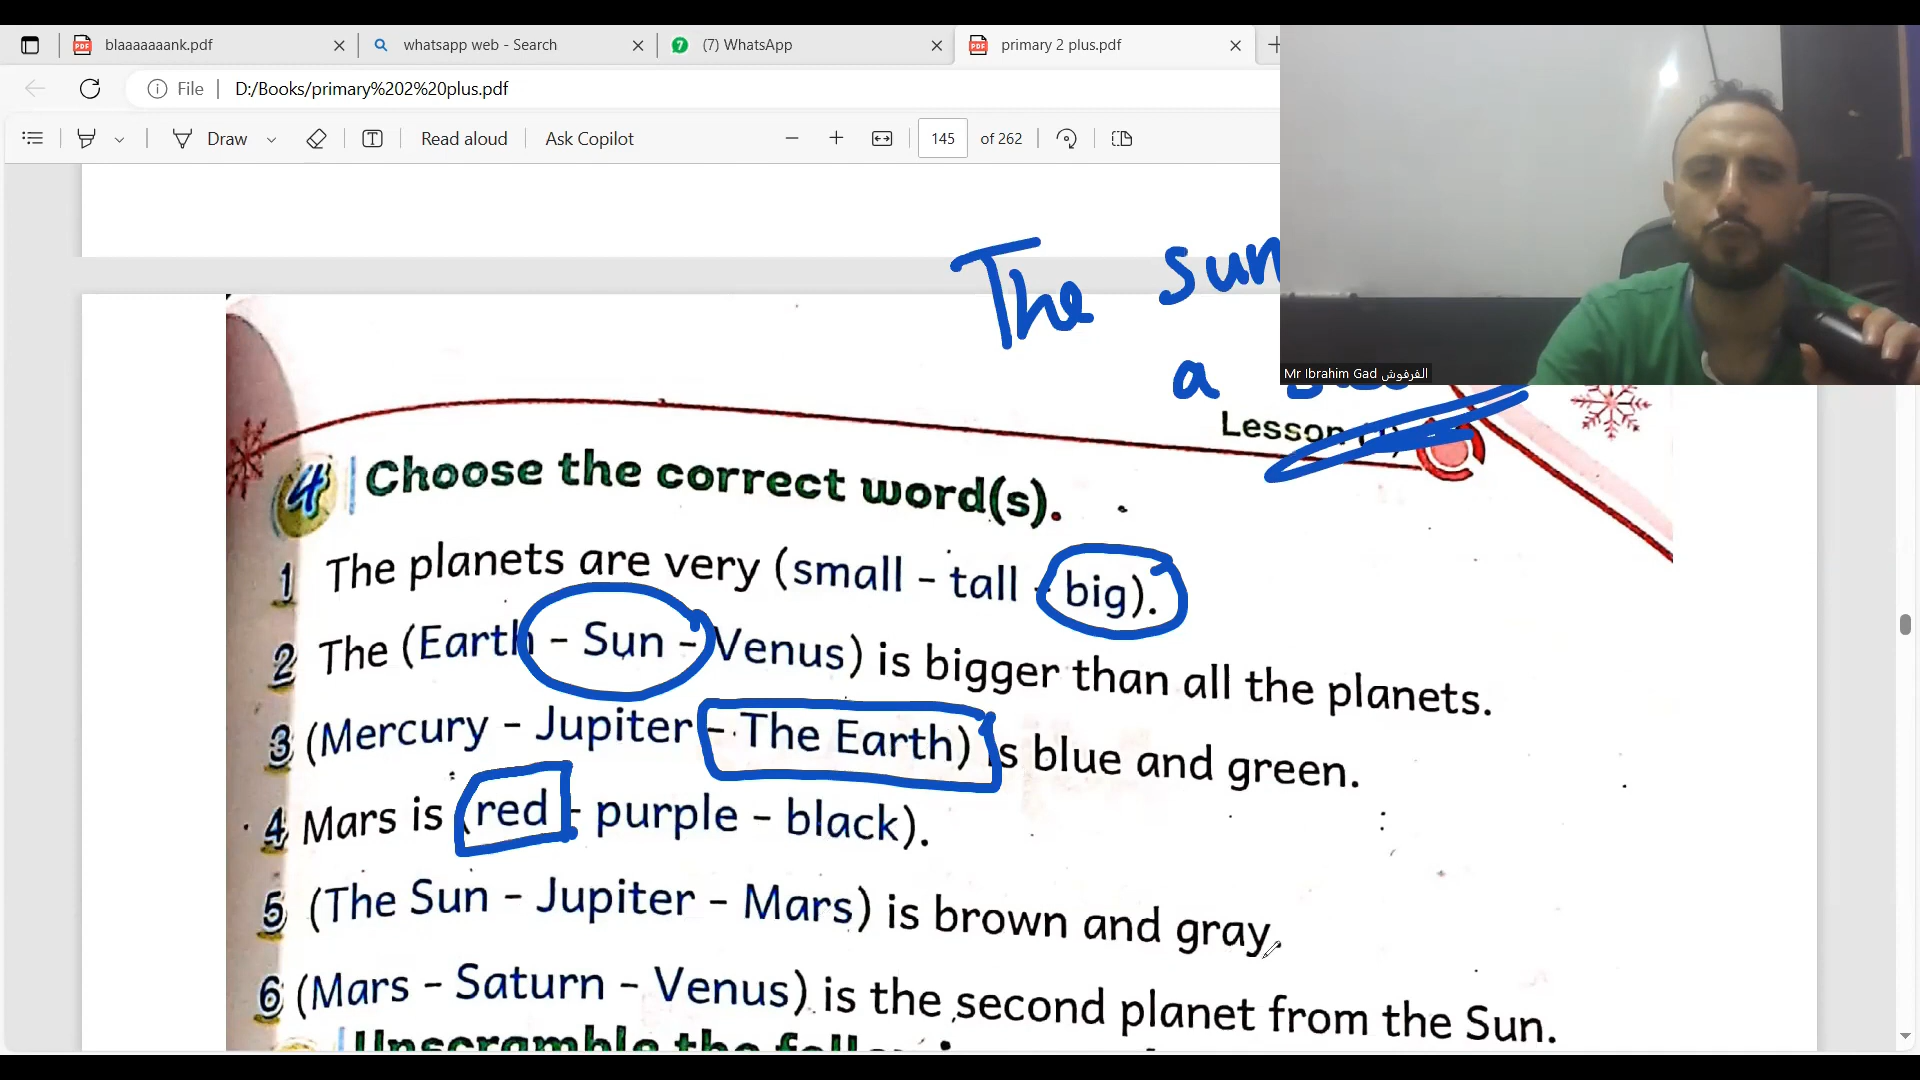 blaaaaaaank.pdf
whatsapp web - Search
(7) WhatsApp
primary 2 plus.pdf
File
D:/Books/primary%202%20plus.pdf
Draw
Read aloud
Ask Copilot
145
of 262
The sun
a
Mr Ibrahim Gad الفرفوش
Lesson
4 Choose the correct word(s).
1 The planets are very (small - tall - big).
2 The (Earth - Sun - Venus) is bigger than all the planets.
3 (Mercury - Jupiter - The Earth) is blue and green.
4 Mars is (red - purple - black).
5 (The Sun - Jupiter - Mars) is brown and gray.
6 (Mars - Saturn - Venus) is the second planet from the Sun.
Unscramble the